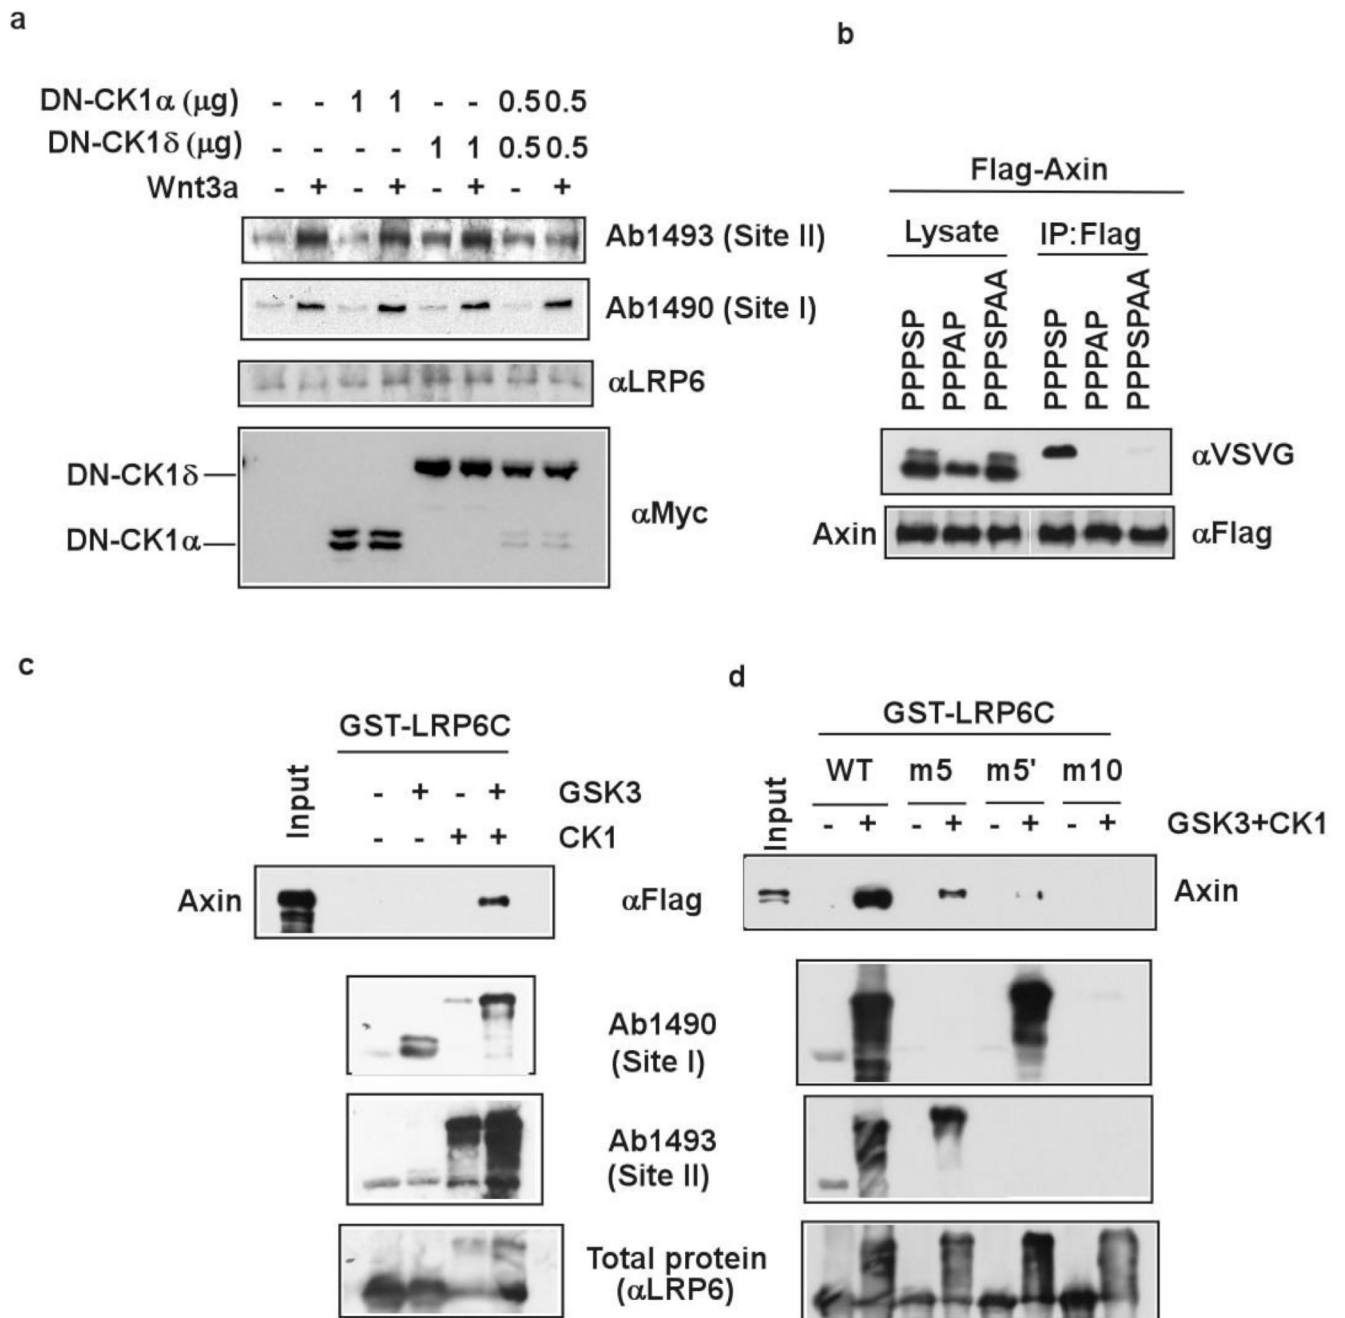 a
DN-CK1α (μg) - - 1 1 - - 0.5 0.5
DN-CK1δ (μg) - - - - 1 1 0.5 0.5
Wnt3a - + - + - + - +
Ab1493 (Site II)
Ab1490 (Site I)
αLRP6
DN-CK1δ
DN-CK1α
αMyc
b
Flag-Axin
Lysate IP:Flag
PPPSP PPPAP PPPSPAA PPPSP PPPAP PPPSPAA
αVSVG
Axin αFlag
c
GST-LRP6C
Input
- + - + GSK3
- - + + CK1
Axin αFlag
Ab1490
(Site I)
Ab1493
(Site II)
Total protein
(αLRP6)
d
GST-LRP6C
WT m5 m5' m10
Input
- + - + - + - + GSK3+CK1
Axin